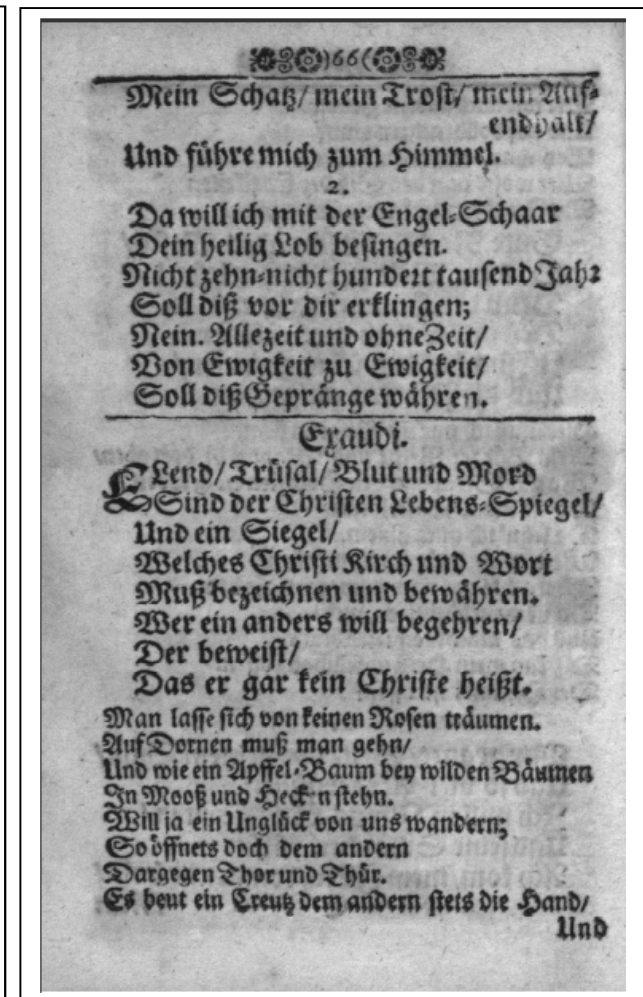 )66(
Mein Schatz/ mein Trost/ mein Auf-
endhalt/
Und führe mich zum Himmel.
2.
Da will ich mit der Engel-Schaar
Dein heilig Lob besingen.
Nicht zehn-nicht hundert tausend Jahr
Soll diß vor dir erklingen;
Nein. Allezeit und ohne Zeit/
Von Ewigkeit zu Ewigkeit/
Soll diß Gepränge währen.
Exaudi.
ELend/ Trüsal/ Blut und Mord
Sind der Christen Lebens-Spiegel/
Und ein Siegel/
Welches Christi Kirch und Wort
Muß bezeichnen und bewähren.
Wer ein anders will begehren/
Der beweist/
Das er gar kein Christe heißt.
Man lasse sich von keinen Rosen träumen.
Auf Dornen muß man gehn/
Und wie ein Apffel-Baum bey wilden Bäumen
In Mooß und Heck'n stehn.
Will ja ein Unglück von uns wandern;
So öffnets doch dem andern
Dargegen Thor und Thür.
Es beut ein Creutz dem andern stets die Hand/
Und